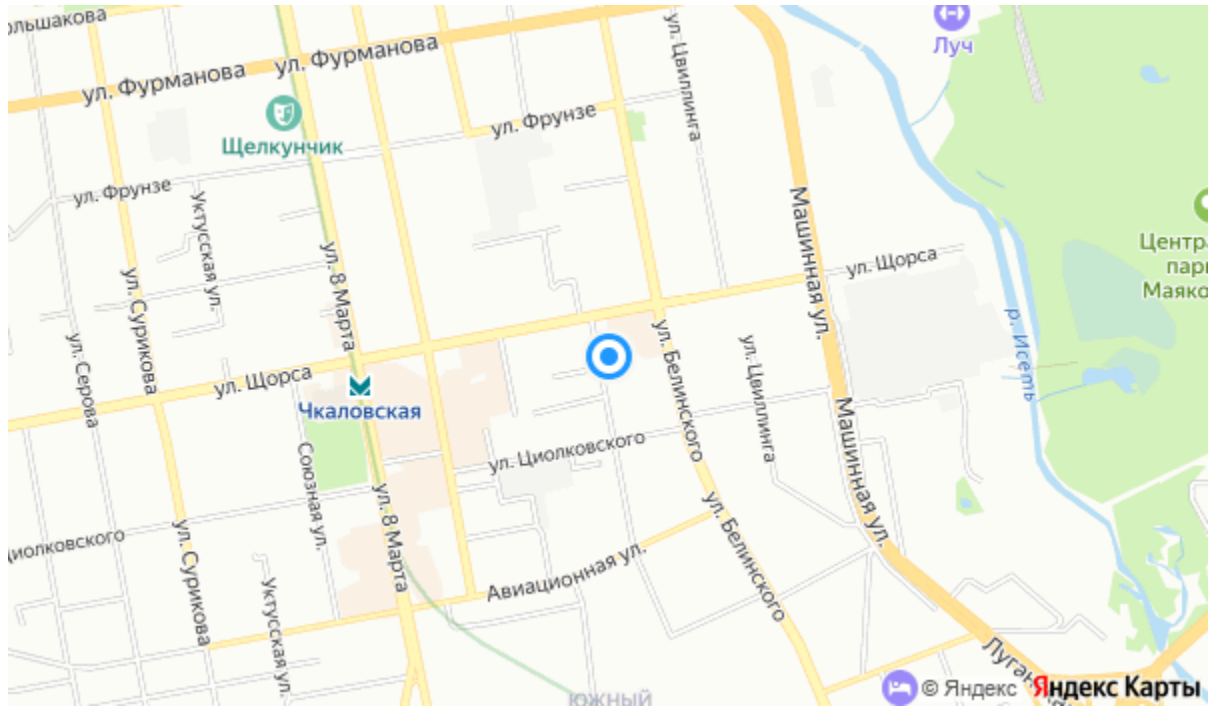 ольшакова
ул. Фурманова
ул. Фурманова
Щелкунчик
ул. Фрунзе
ул. Фрунзе
ул. Цвиллинга
Луч
Машинная ул.
Центра
пар
Маяко
ул. Щорса
р. Исеть
Уктусская ул.
ул. 8 Марта
ул. Сурикова
ул. Серова
ул. Щорса
Чкаловская
ул. Белинского
ул. Цвиллинга
Машинная ул.
ул. Циолковского
Союзная ул.
ул. 8 Марта
Циолковского
ул. Сурикова
Уктусская ул.
Авиационная ул.
ул. Белинского
Луган
южный
© Яндекс Яндекс Карты